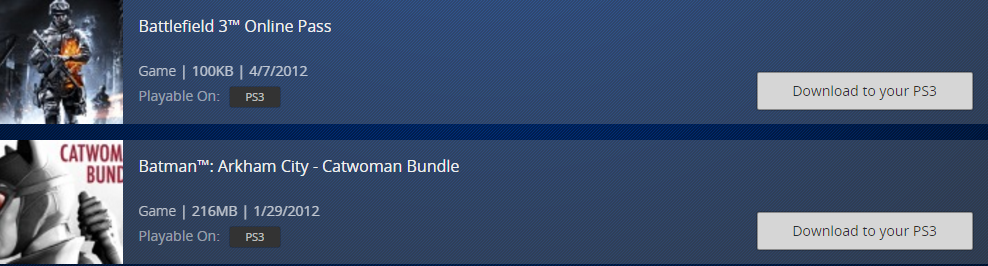 Battlefield 3™ Online Pass
Game | 100KB | 4/7/2012
Playable On: PS3
Download to your PS3
CATWOM
BUND
Batman™: Arkham City - Catwoman Bundle
Game | 216MB | 1/29/2012
Playable On: PS3
Download to your PS3